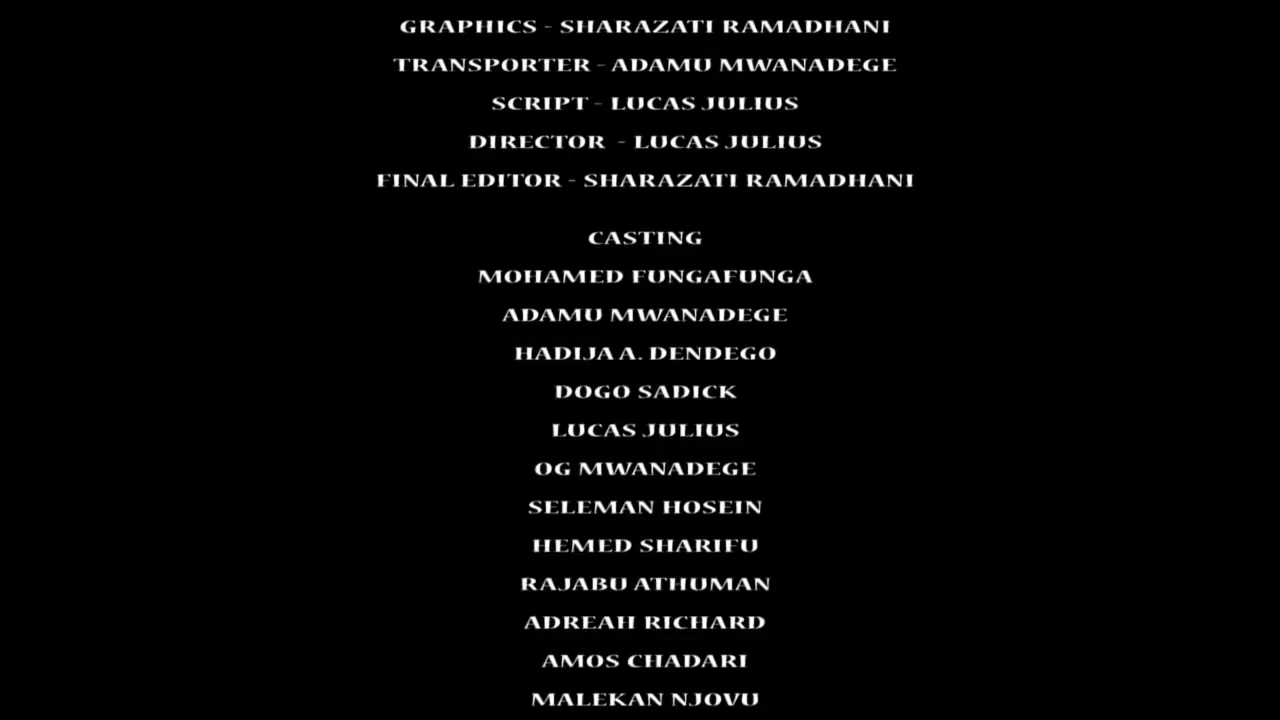 GRAPHICS - SHARAZATI RAMADHANI
TRANSPORTER - ADAMU MWANADEGE
SCRIPT - LUCAS JULIUS
DIRECTOR - LUCAS JULIUS
FINAL EDITOR - SHARAZATI RAMADHANI
CASTING
MOHAMED FUNGAFUNGA
ADAMU MWANADEGE
HADIJA A. DENDEGO
DOGO SADICK
LUCAS JULIUS
OG MWANADEGE
SELEMAN HOSEIN
HEMED SHARIFU
RAJABU ATHUMAN
ADREAH RICHARD
AMOS CHADARI
MALEKAN NJOVU